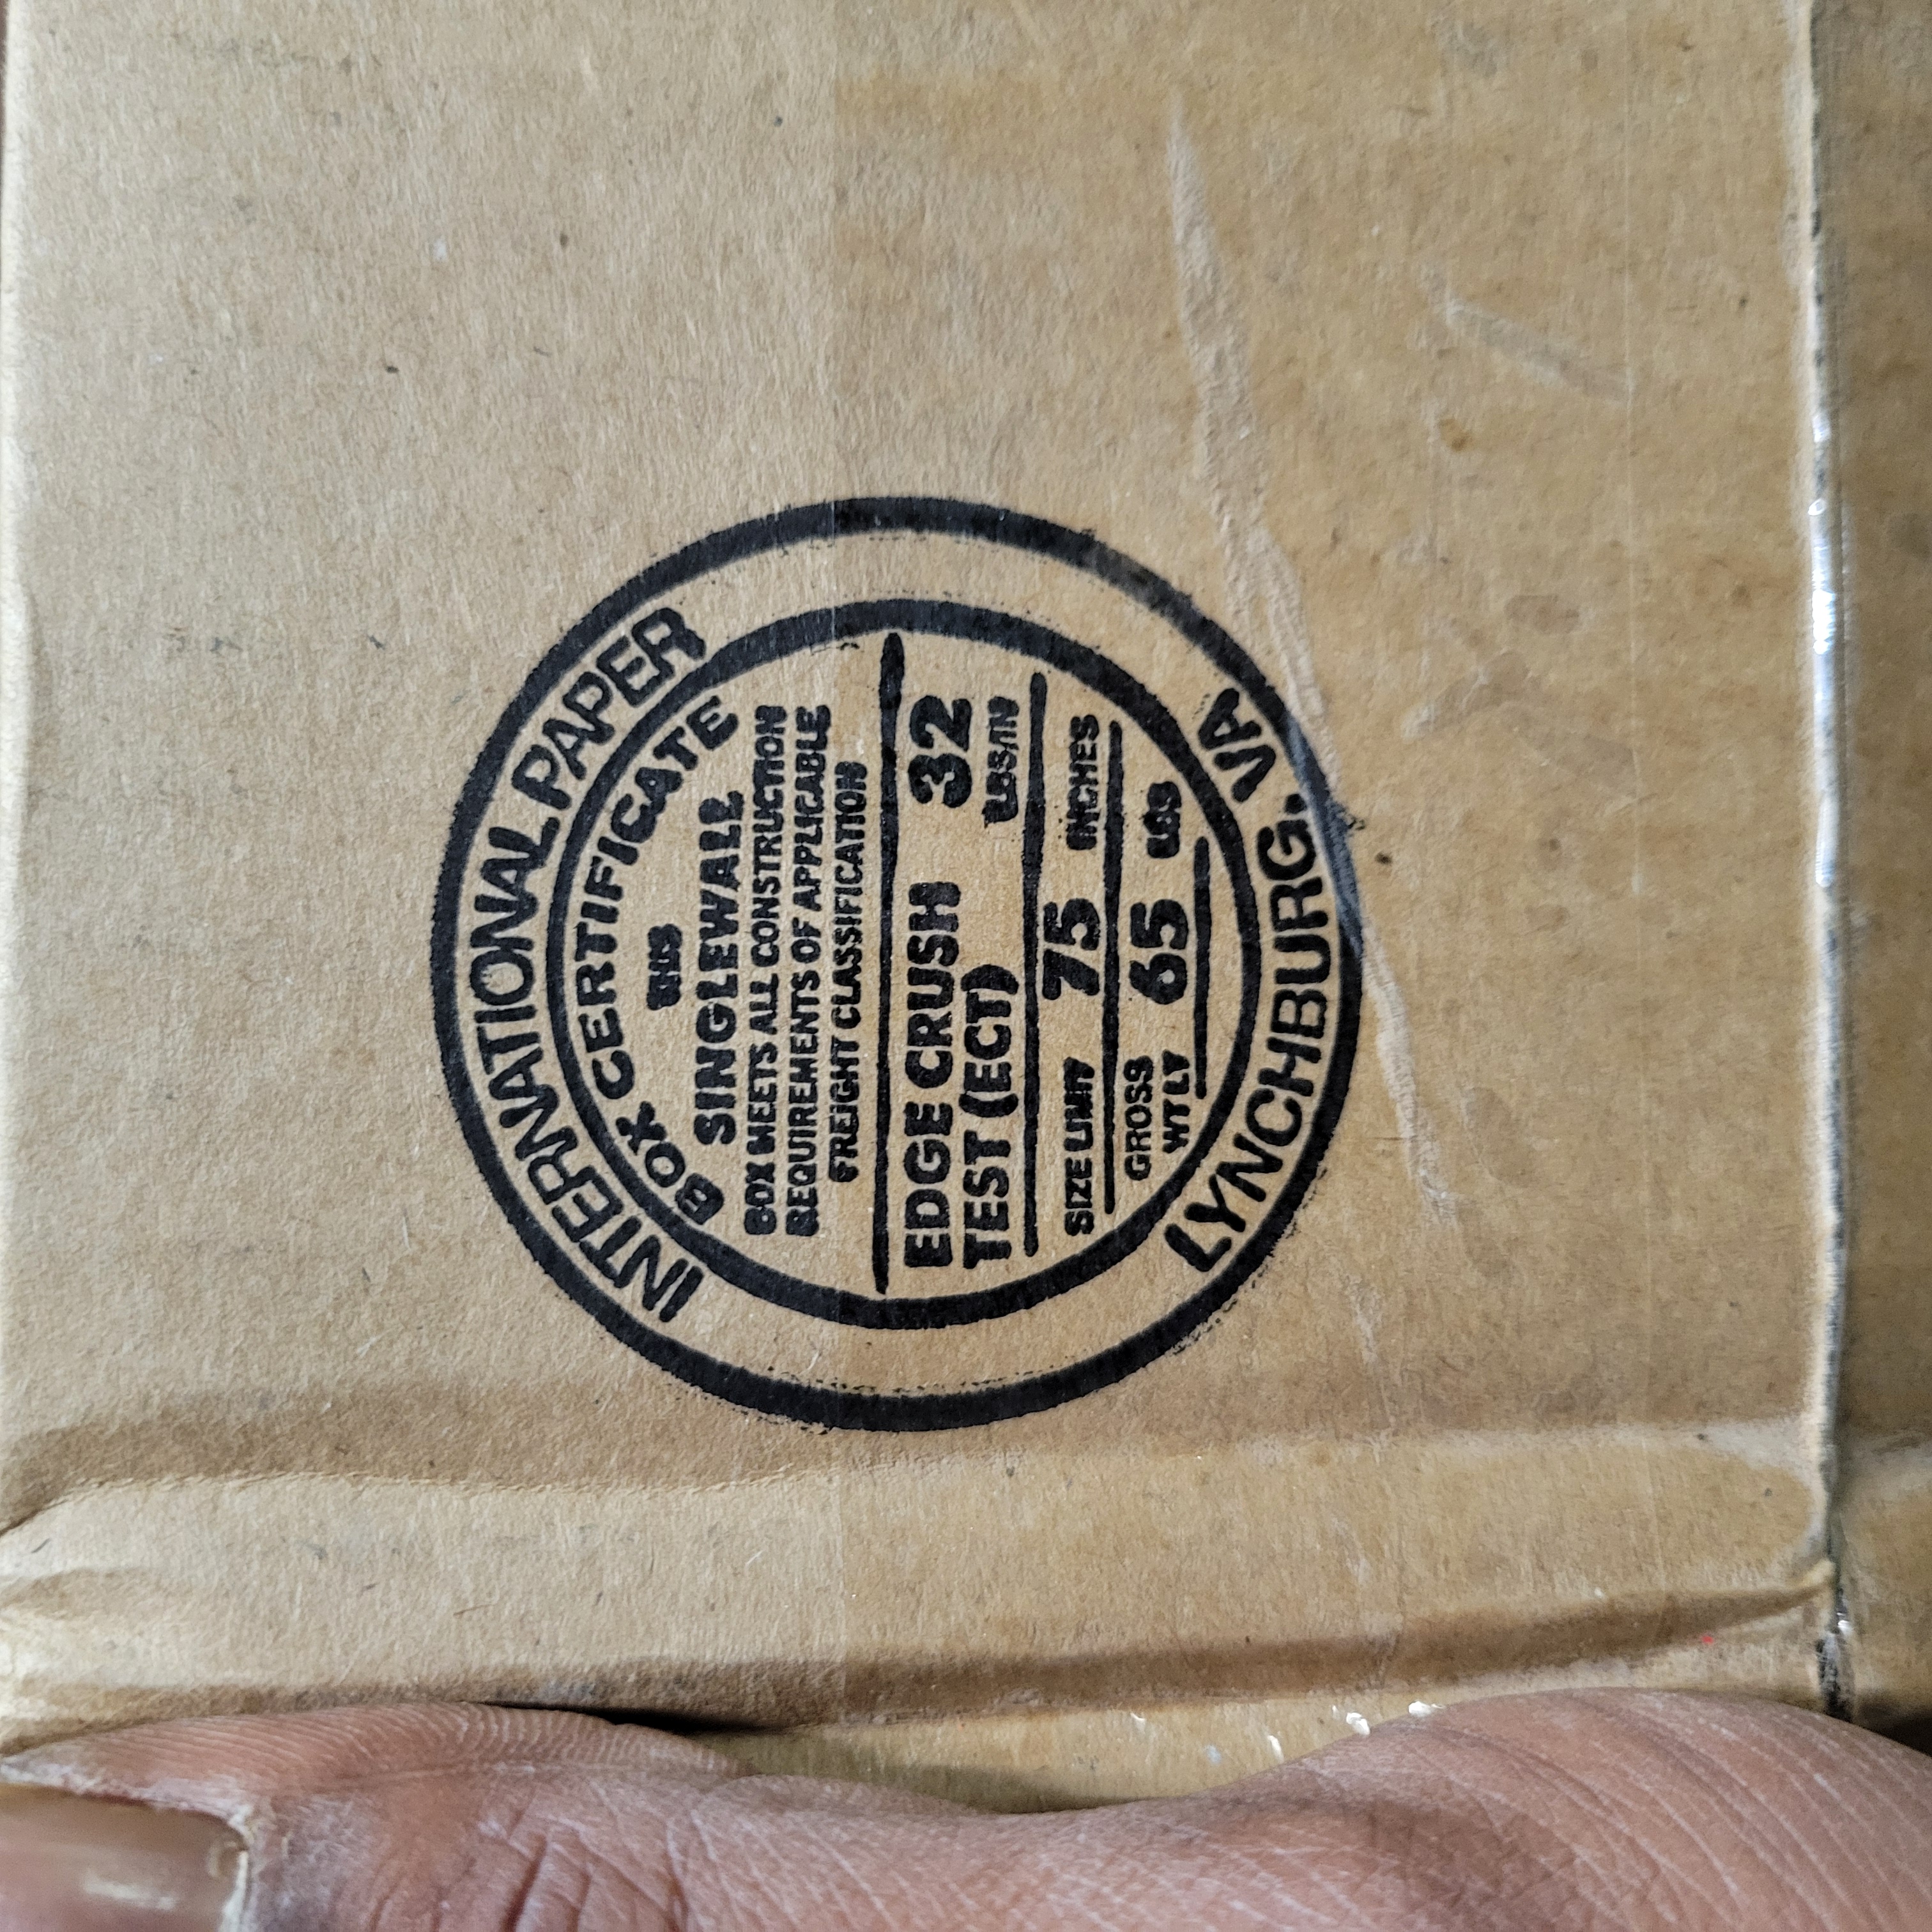 INTERNATIONAL PAPER
BOX CERTIFICATE
THIS
SINGLEWALL
BOX MEETS ALL CONSTRUCTION
REQUIREMENTS OF APPLICABLE
FREIGHT CLASSIFICATION
EDGE CRUSH 32
TEST (ECT) LBS/IN
SIZE LIMIT 75 INCHES
GROSS 65 LBS
WT LT
LYNCHBURG, VA